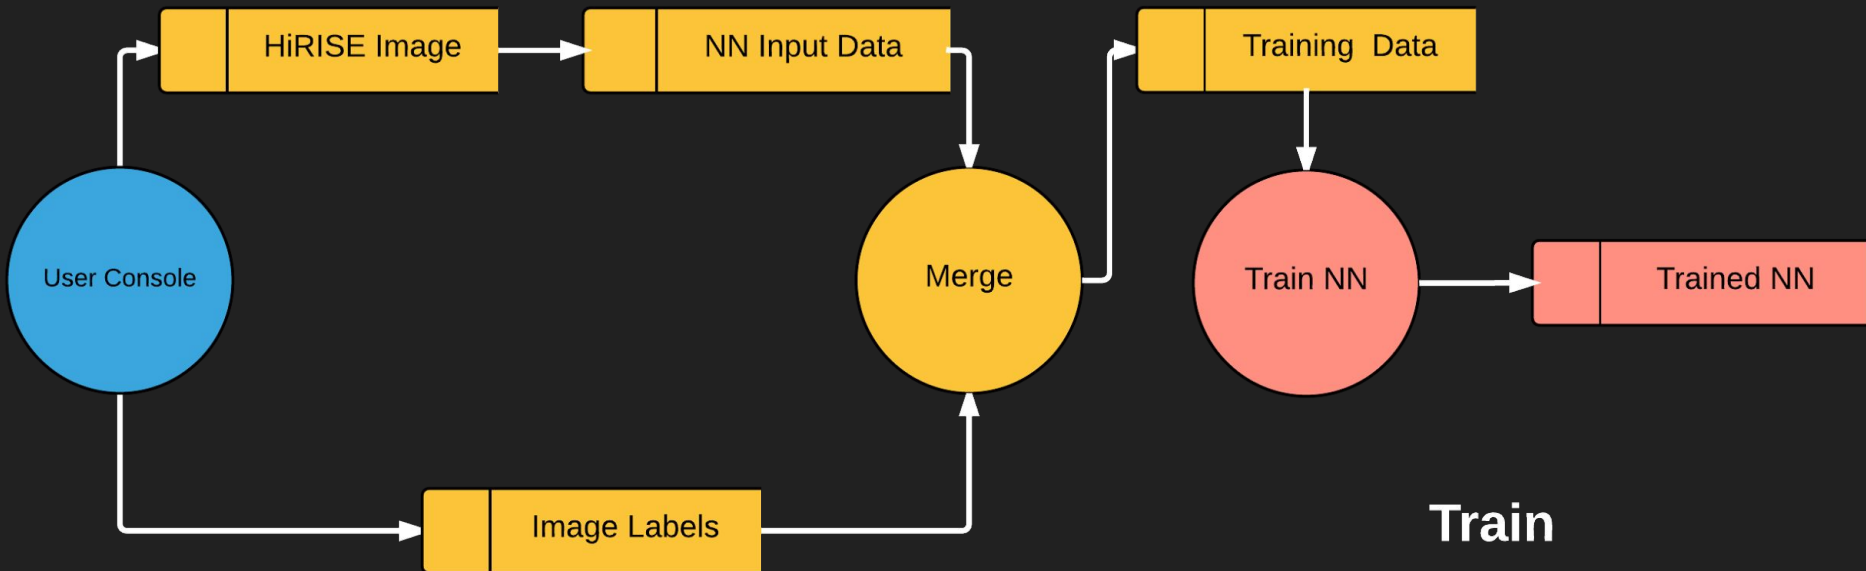 HiRISE Image
NN Input Data
Training  Data
User Console
Merge
Train NN
Trained NN
Image Labels
Train